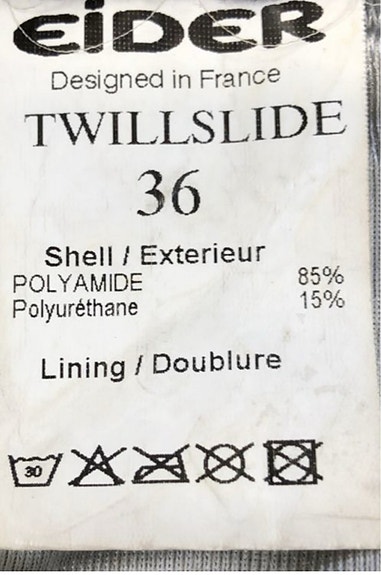 EiDER
Designed in France
TWILLSLIDE
36
Shell / Exterieur
POLYAMIDE 85%
Polyuréthane 15%
Lining / Doublure
30